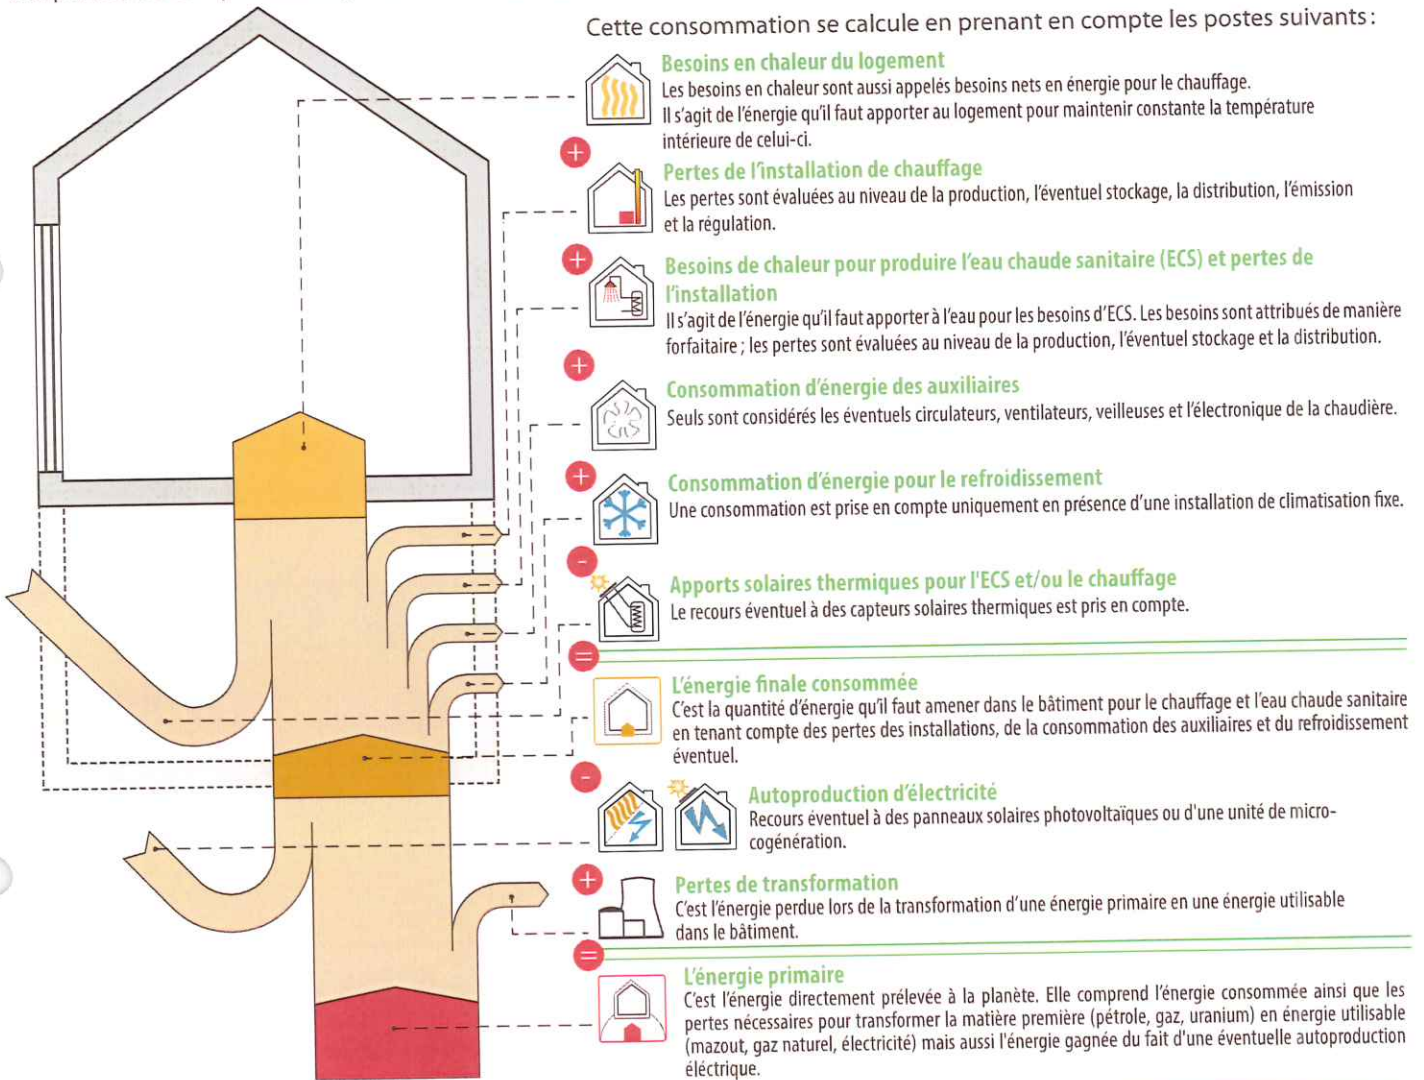 Cette consommation se calcule en prenant en compte les postes suivants :
Besoins en chaleur du logement
Les besoins en chaleur sont aussi appelés besoins nets en énergie pour le chauffage.
Il s'agit de l'énergie qu'il faut apporter au logement pour maintenir constante la température
intérieure de celui-ci.
+
Pertes de l'installation de chauffage
Les pertes sont évaluées au niveau de la production, l'éventuel stockage, la distribution, l'émission
et la régulation.
+
Besoins de chaleur pour produire l'eau chaude sanitaire (ECS) et pertes de
l'installation
Il s'agit de l'énergie qu'il faut apporter à l'eau pour les besoins d'ECS. Les besoins sont attribués de manière
forfaitaire ; les pertes sont évaluées au niveau de la production, l'éventuel stockage et la distribution.
+
Consommation d'énergie des auxiliaires
Seuls sont considérés les éventuels circulateurs, ventilateurs, veilleuses et l'électronique de la chaudière.
+
Consommation d'énergie pour le refroidissement
Une consommation est prise en compte uniquement en présence d'une installation de climatisation fixe.
-
Apports solaires thermiques pour l'ECS et/ou le chauffage
Le recours éventuel à des capteurs solaires thermiques est pris en compte.
=
L'énergie finale consommée
C'est la quantité d'énergie qu'il faut amener dans le bâtiment pour le chauffage et l'eau chaude sanitaire
en tenant compte des pertes des installations, de la consommation des auxiliaires et du refroidissement
éventuel.
-
Autoproduction d'électricité
Recours éventuel à des panneaux solaires photovoltaïques ou d'une unité de micro-
cogénération.
+
Pertes de transformation
C'est l'énergie perdue lors de la transformation d'une énergie primaire en une énergie utilisable
dans le bâtiment.
=
L'énergie primaire
C'est l'énergie directement prélevée à la planète. Elle comprend l'énergie consommée ainsi que les
pertes nécessaires pour transformer la matière première (pétrole, gaz, uranium) en énergie utilisable
(mazout, gaz naturel, électricité) mais aussi l'énergie gagnée du fait d'une éventuelle autoproduction
éléctrique.